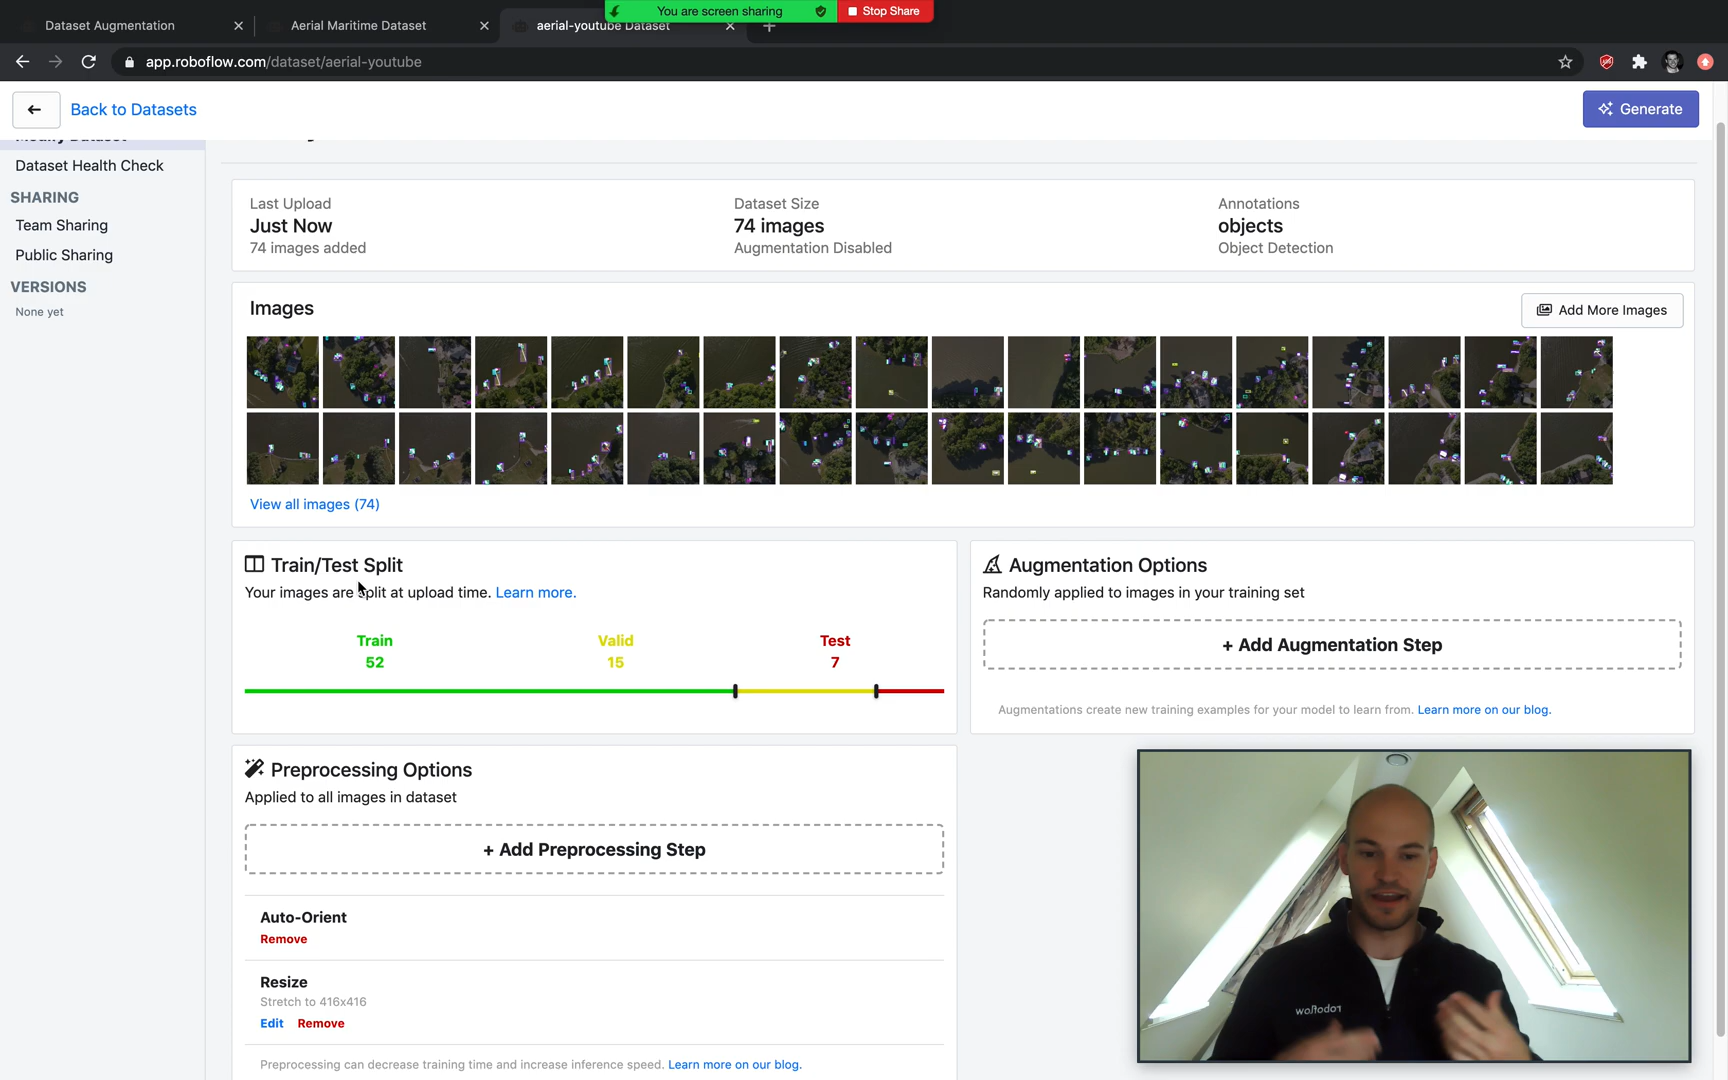 Dataset Augmentation
Aerial Maritime Dataset
aerial-youtube Dataset
You are screen sharing
Stop Share
app.roboflow.com/dataset/aerial-youtube
Back to Datasets
Generate
Modify Dataset
Dataset Health Check
SHARING
Team Sharing
Public Sharing
VERSIONS
None yet
Last Upload
Just Now
74 images added
Dataset Size
74 images
Augmentation Disabled
Annotations
objects
Object Detection
Images
Add More Images
View all images (74)
Train/Test Split
Your images are split at upload time. Learn more.
Train
52
Valid
15
Test
7
Augmentation Options
Randomly applied to images in your training set
+ Add Augmentation Step
Augmentations create new training examples for your model to learn from. Learn more on our blog.
Preprocessing Options
Applied to all images in dataset
+ Add Preprocessing Step
Auto-Orient
Remove
Resize
Stretch to 416x416
Edit Remove
Preprocessing can decrease training time and increase inference speed. Learn more on our blog.
roboflow